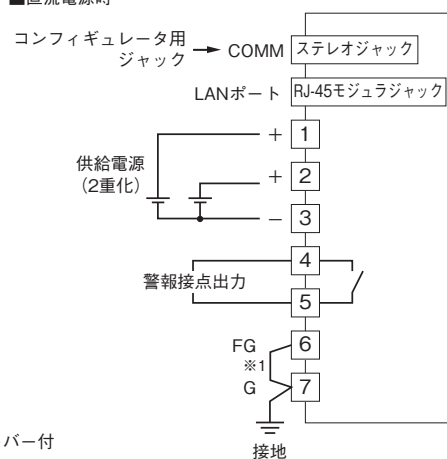 ■直流電源時
コンフィギュレータ用
ジャック
COMM
ステレオジャック
LANポート
RJ-45モジュラジャック
+ 1
供給電源
(2重化)
+ 2
− 3
4
警報接点出力
5
FG 6
※1
G 7
接地
バー付